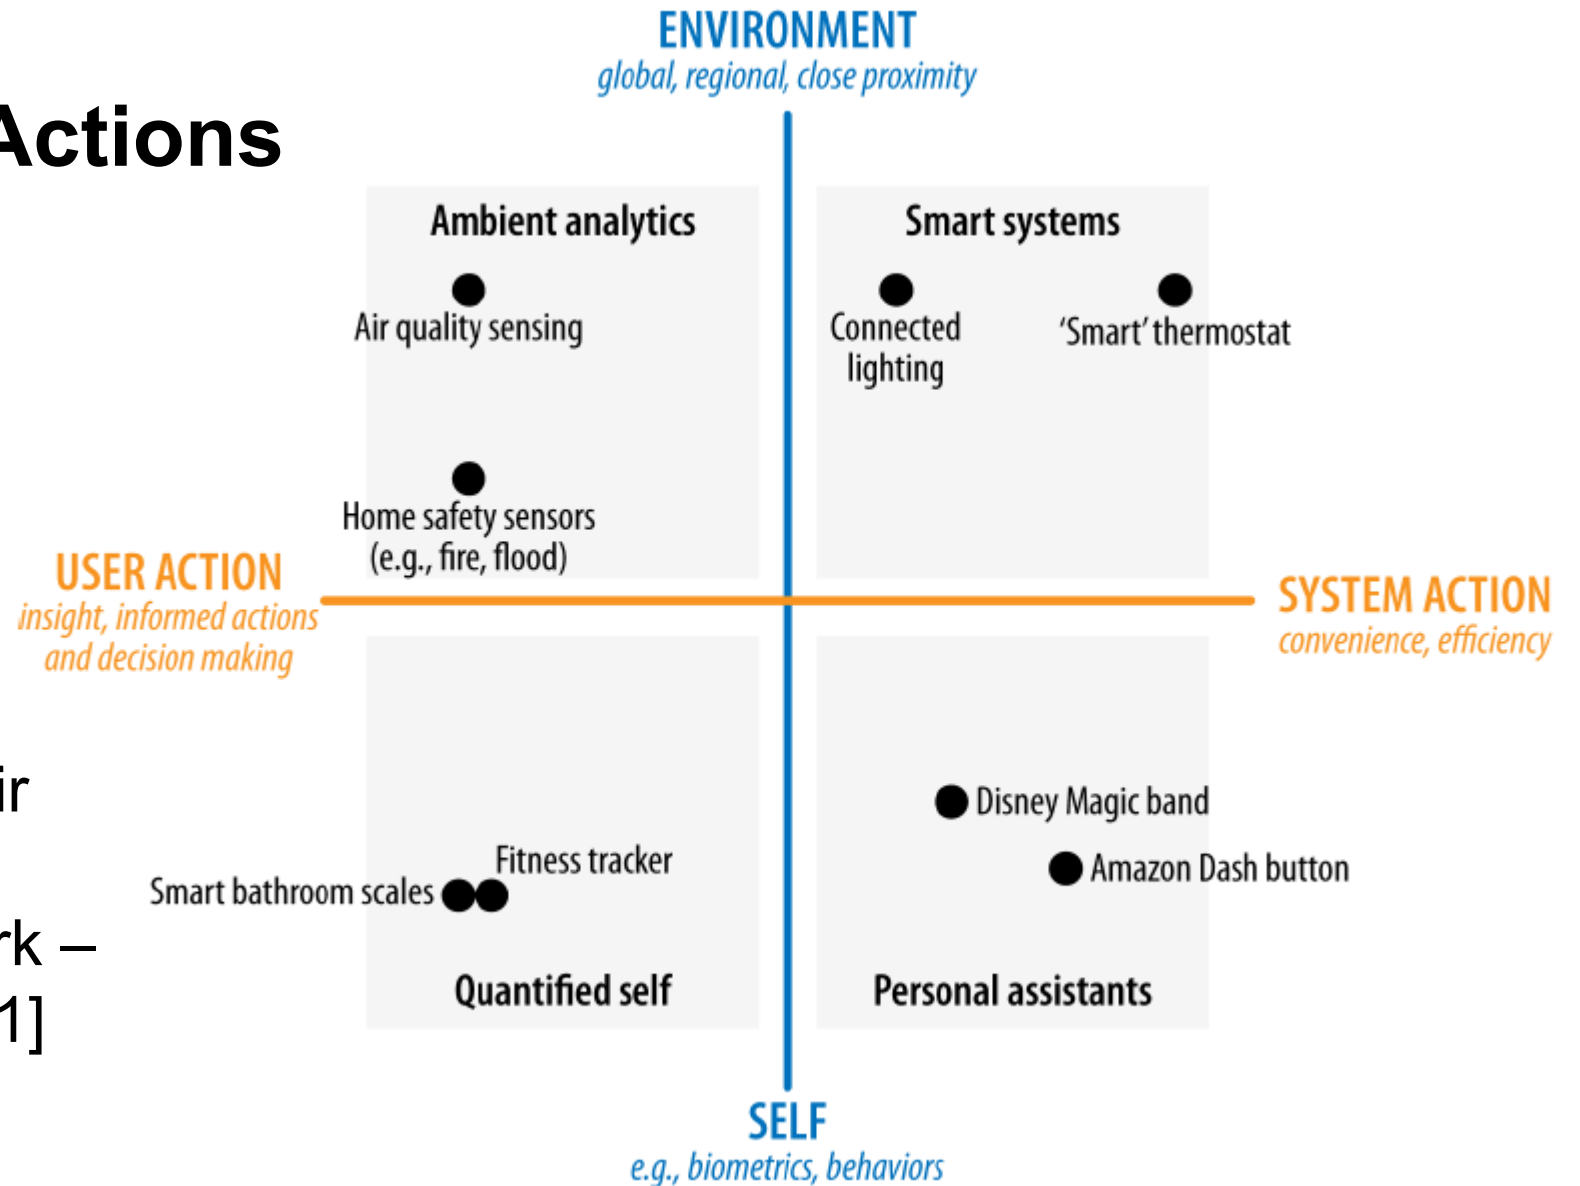 ENVIRONMENT
global, regional, close proximity
Actions
Ambient analytics
Smart systems
Air quality sensing
Connected
lighting
‘Smart’ thermostat
Home safety sensors
(e.g., fire, flood)
USER ACTION
insight, informed actions
and decision making
SYSTEM ACTION
convenience, efficiency
ir
rk –
1]
Disney Magic band
Amazon Dash button
Fitness tracker
Smart bathroom scales
Quantified self
Personal assistants
SELF
e.g., biometrics, behaviors